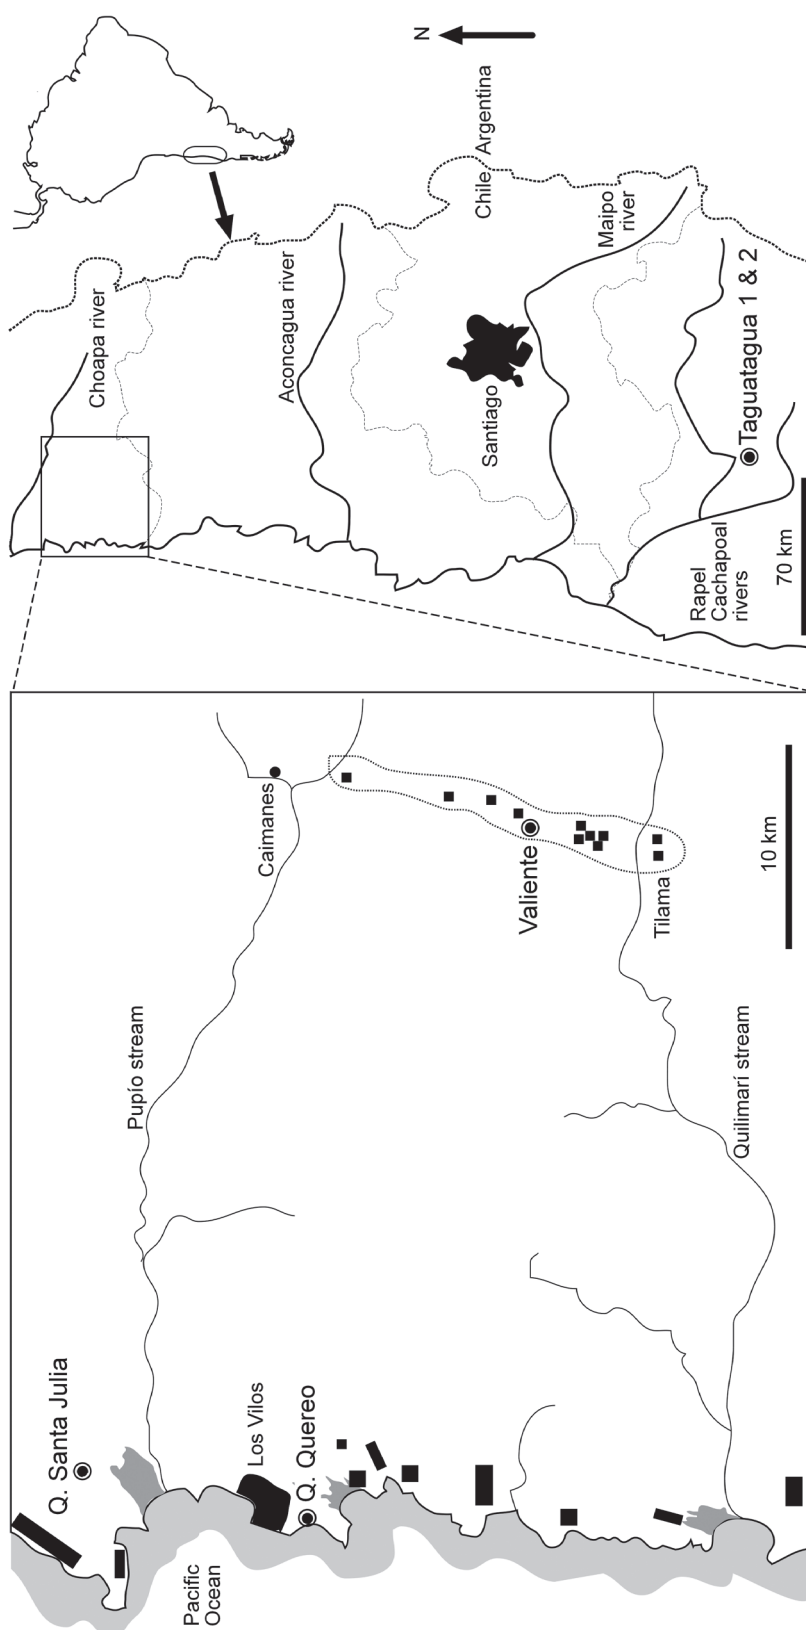 Q. Santa Julia
Pupío stream
Caimanes
Los Vilos
Q. Quereo
Pacific
Ocean
Valiente
Tilama
Quilimarí stream
10 km
N
Choapa river
Aconcagua river
Chile
Argentina
Santiago
Maipo
river
Rapel
Cachapoal
rivers
Taguatagua 1 & 2
70 km